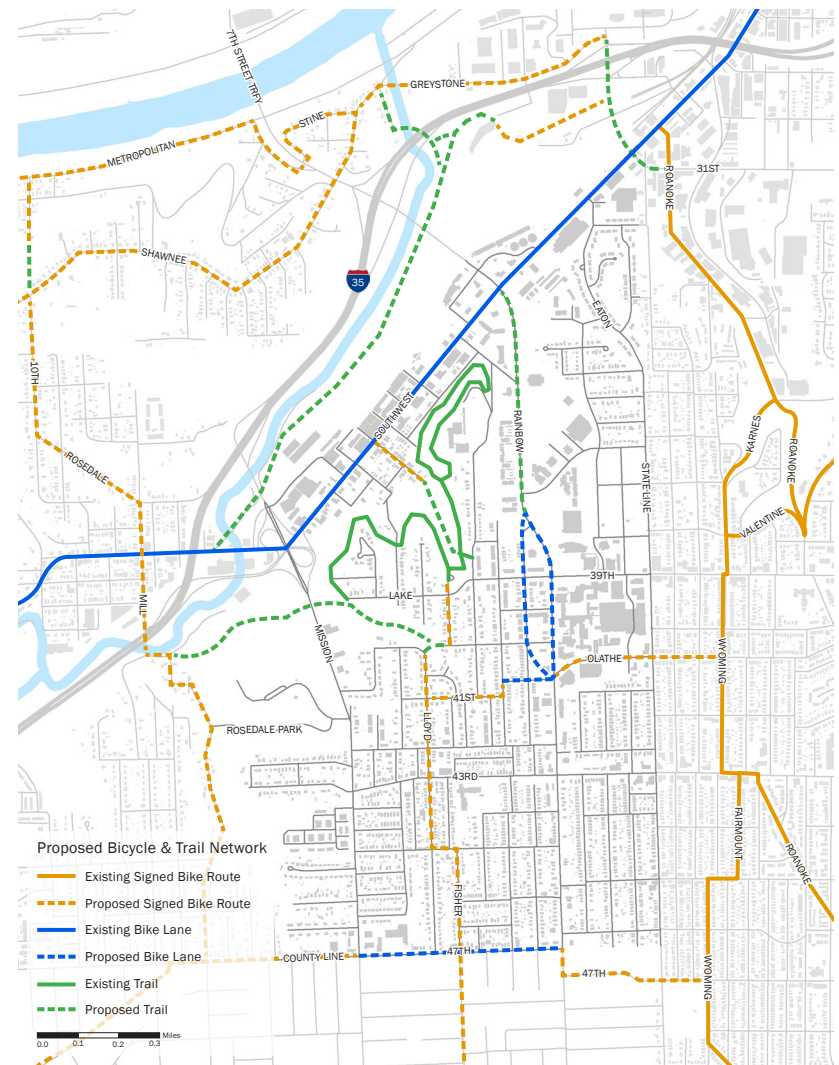 7TH STREET TRFY
GREYSTONE
STINE
METROPOLITAN
ROANOKE
31ST
SHAWNEE
35
EATON
10TH
SOUTHWEST
RAINBOW
KARNES
ROANOKE
ROSEDALE
STATE LINE
VALENTINE
39TH
LAKE
MILL
MISSION
OLATHE
WYOMING
41ST
LLOYD
ROSEDALE PARK
43RD
FAIRMOUNT
ROANOKE
Proposed Bicycle & Trail Network
Existing Signed Bike Route
Proposed Signed Bike Route
FISHER
Existing Bike Lane
Proposed Bike Lane
COUNTY LINE
47TH
47TH
WYOMING
Existing Trail
Proposed Trail
Miles
0.0 0.1 0.2 0.3